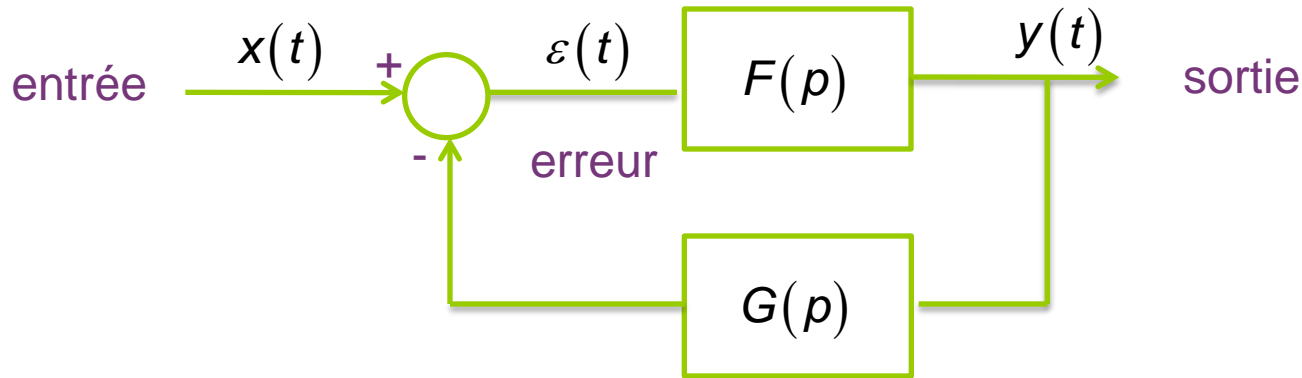 x(t)
ε(t)
y(t)
entrée
+
F(p)
sortie
-
erreur
G(p)